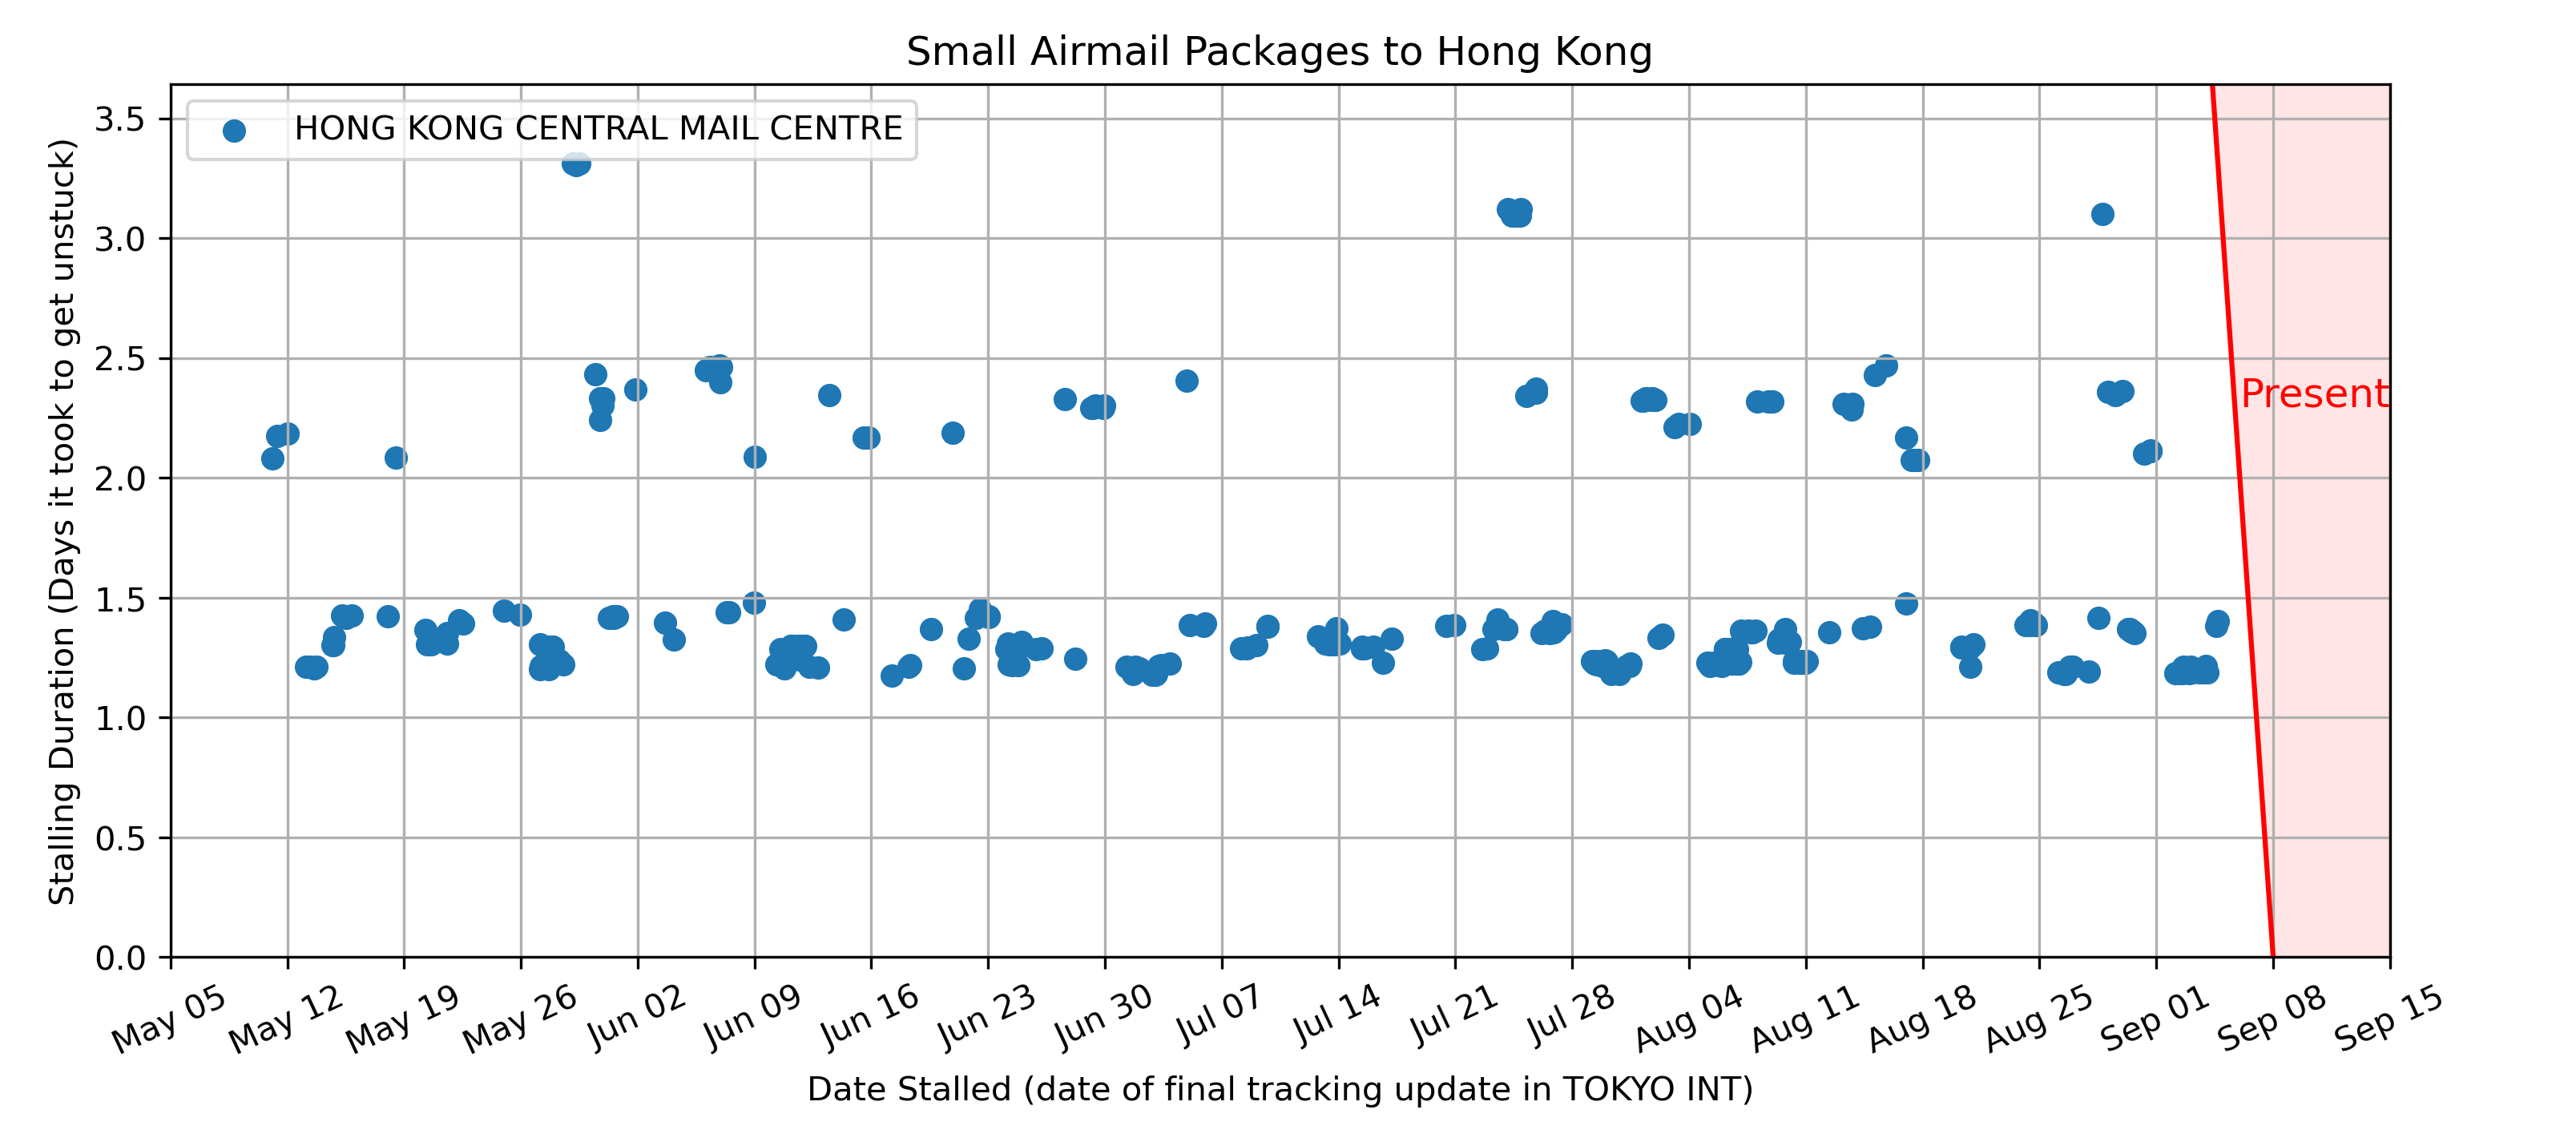 Small Airmail Packages to Hong Kong
HONG KONG CENTRAL MAIL CENTRE
Stalling Duration (Days it took to get unstuck)
3.5
3.0
2.5
2.0
1.5
1.0
0.5
0.0
Present
May 05
May 12
May 19
May 26
Jun 02
Jun 09
Jun 16
Jun 23
Jun 30
Jul 07
Jul 14
Jul 21
Jul 28
Aug 04
Aug 11
Aug 18
Aug 25
Sep 01
Sep 08
Sep 15
Date Stalled (date of final tracking update in TOKYO INT)